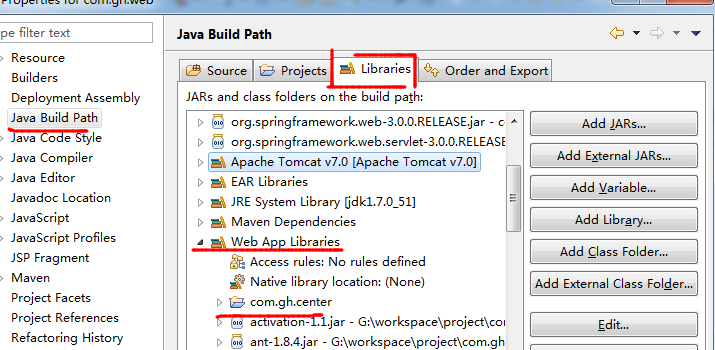 Properties for com.gh.web
type filter text
Java Build Path
Resource
Builders
Deployment Assembly
Java Build Path
Java Code Style
Java Compiler
Java Editor
Javadoc Location
JavaScript
JavaScript Profiles
JSP Fragment
Maven
Project Facets
Project References
Refactoring History
Source
Projects
Libraries
Order and Export
JARs and class folders on the build path:
org.springframework.web-3.0.0.RELEASE.jar - c
org.springframework.web.servlet-3.0.0.RELEASE
Apache Tomcat v7.0 [Apache Tomcat v7.0]
EAR Libraries
JRE System Library [jdk1.7.0_51]
Maven Dependencies
Web App Libraries
Access rules: No rules defined
Native library location: (None)
com.gh.center
activation-1.1.jar - G:\workspace\project\com
ant-1.8.4.jar - G:\workspace\project\com.gh
Add JARs...
Add External JARs...
Add Variable...
Add Library...
Add Class Folder...
Add External Class Folder...
Edit...